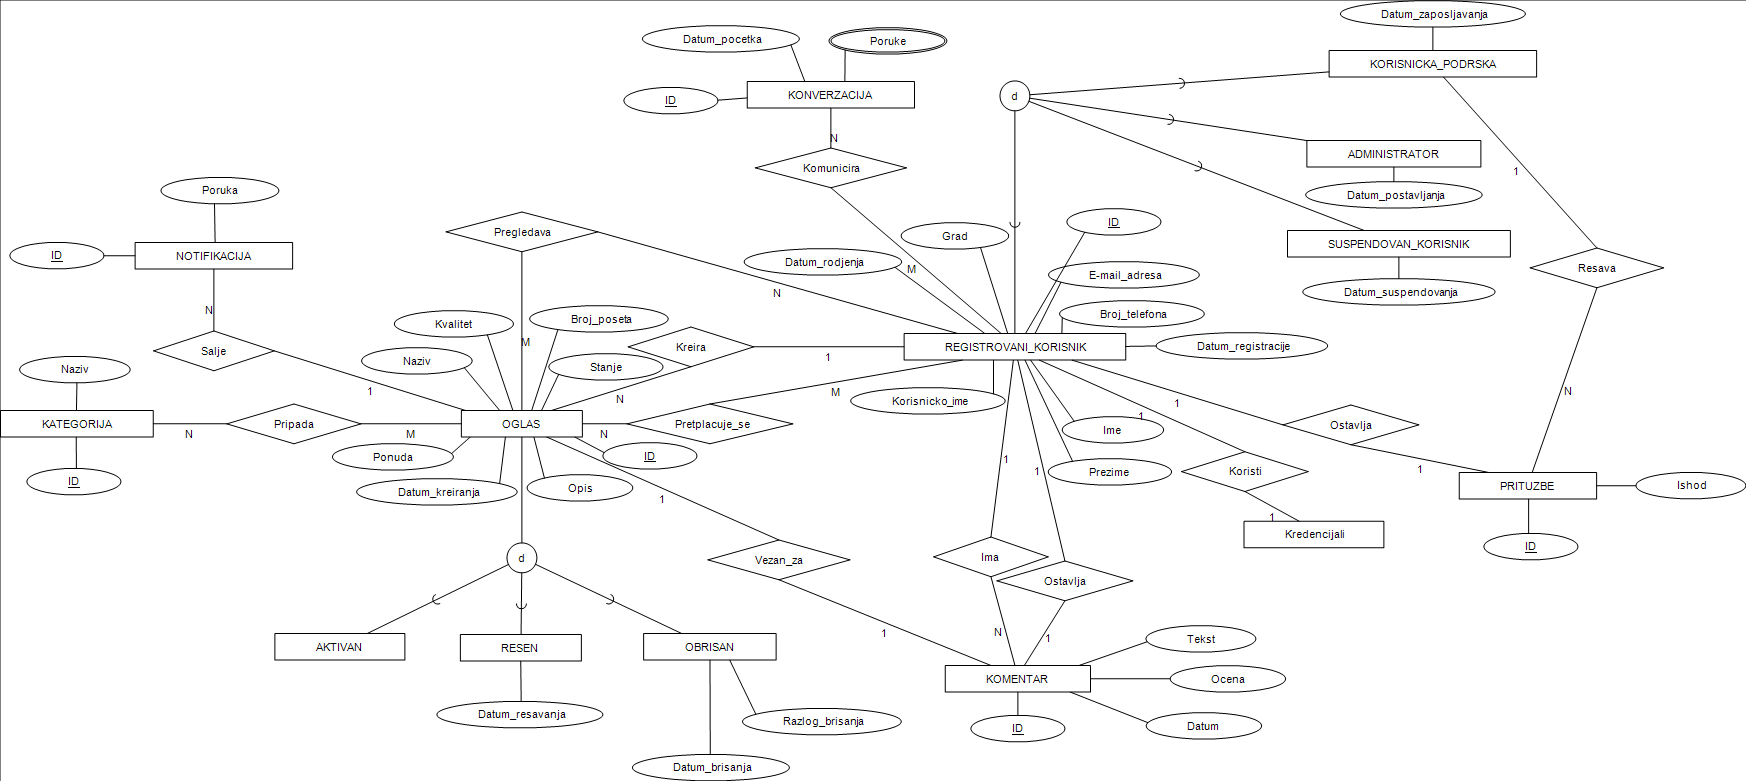 Datum_zaposljavanja
Datum_pocetka
Poruke
KORISNICKA_PODRSKA
ID
KONVERZACIJA
d
N
ADMINISTRATOR
Komunicira
1
Poruka
Datum_postavljanja
Pregledava
Grad
ID
SUSPENDOVAN_KORISNIK
ID
NOTIFIKACIJA
Datum_rodjenja
M
E-mail_adresa
Resava
N
Datum_suspendovanja
N
Kvalitet
Broj_poseta
Broj_telefona
Salje
M
Kreira
1
REGISTROVANI_KORISNIK
Datum_registracije
Naziv
Naziv
Stanje
1
N
M
Korisnicko_ime
1
N
KATEGORIJA
Pripada
OGLAS
Pretplacuje_se
1
Ime
Ostavlja
N
M
N
Ponuda
ID
1
1
Prezime
Koristi
1
ID
Datum_kreiranja
Opis
1
PRITUZBE
Ishod
1
Kredencijali
ID
d
Vezan_za
Ima
Ostavlja
1
N
1
AKTIVAN
RESEN
OBRISAN
Tekst
KOMENTAR
Ocena
Datum_resavanja
Razlog_brisanja
ID
Datum
Datum_brisanja